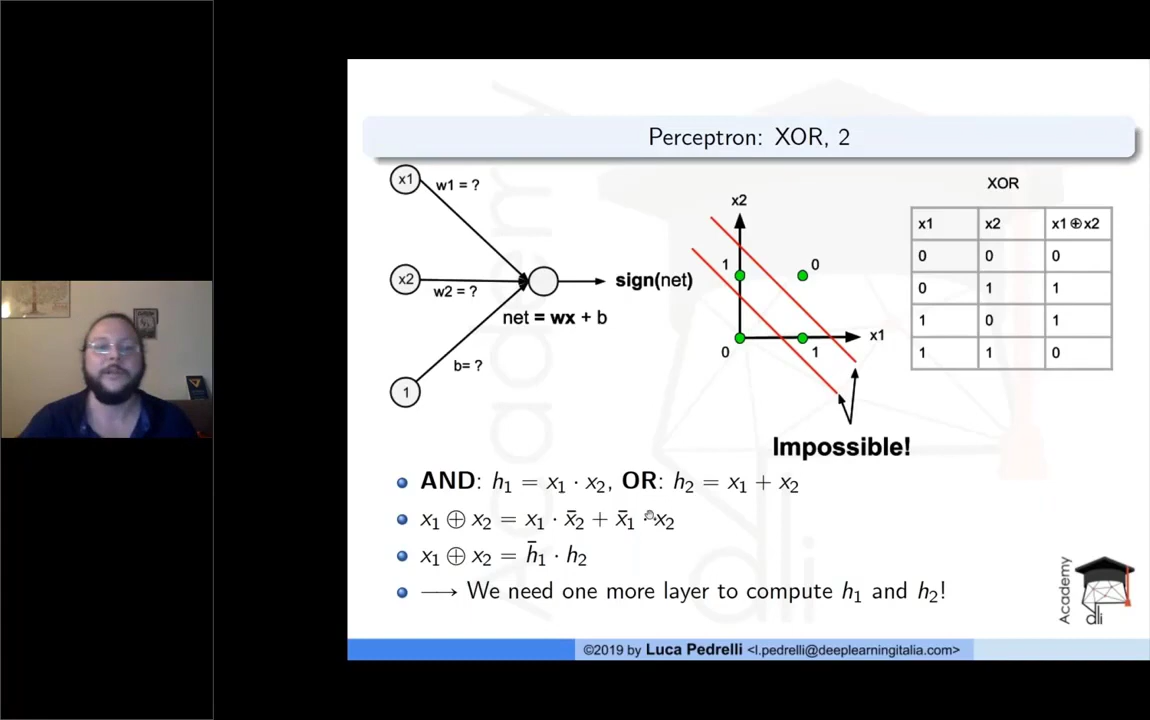 Perceptron: XOR, 2
x1
w1 = ?
x2
w2 = ?
sign(net)
net = wx + b
b= ?
1
x2
1
0
0
1
x1
Impossible!
XOR
x1 x2 x1 ⊕ x2
0 0 0
0 1 1
1 0 1
1 1 0
AND: h₁ = x₁ · x₂, OR: h₂ = x₁ + x₂
x₁ ⊕ x₂ = x₁ · x̄₂ + x̄₁ x₂
x₁ ⊕ x₂ = h̄₁ · h₂
⟶ We need one more layer to compute h₁ and h₂!
Academy
dli
Academy
dli
©2019 by Luca Pedrelli <l.pedrelli@deeplearningitalia.com>